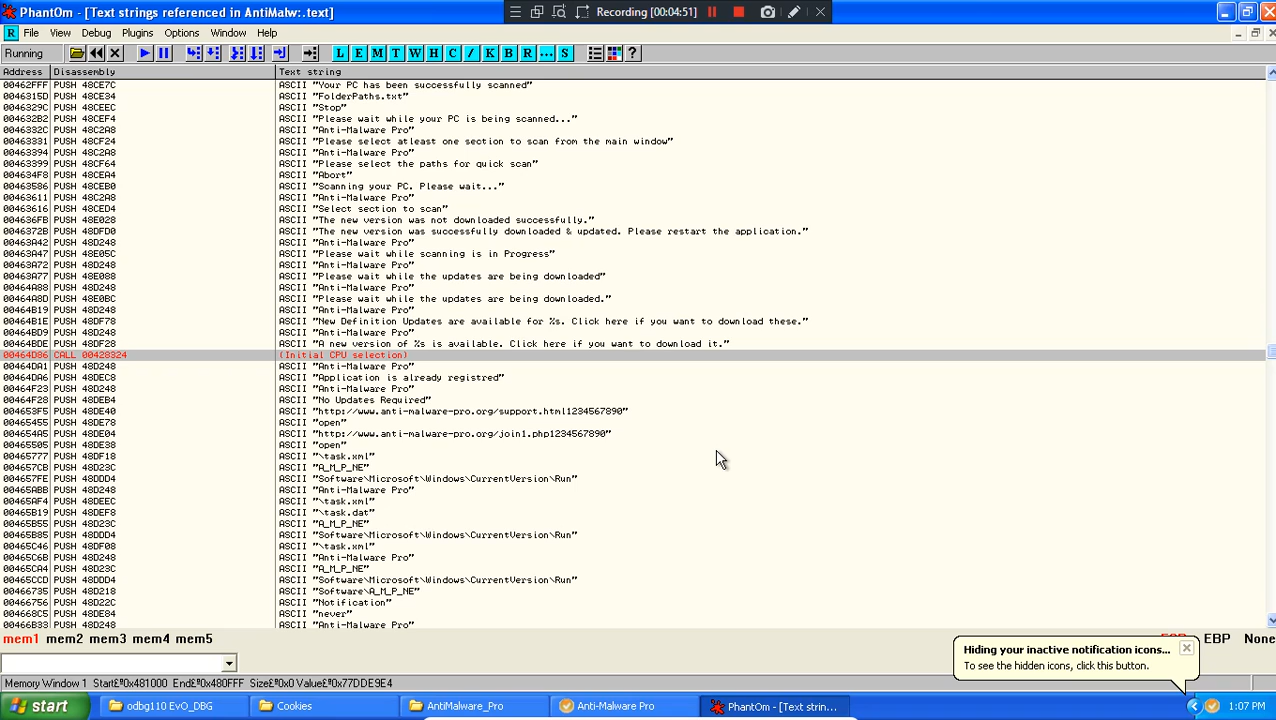 PhantOm - [Text strings referenced in AntiMalw:.text]
Recording [00:04:51]
R File View Debug Plugins Options Window Help
Running L E M T W H C / K B R ... S ?
Address Disassembly Text string
00462FFF PUSH 48CE7C ASCII "Your PC has been successfully scanned"
0046315D PUSH 48CE34 ASCII "FolderPaths.txt"
0046329C PUSH 48CEEC ASCII "Stop"
004632B2 PUSH 48CEF4 ASCII "Please wait while your PC is being scanned..."
0046332C PUSH 48C2A8 ASCII "Anti-Malware Pro"
00463331 PUSH 48CF24 ASCII "Please select atleast one section to scan from the main window"
00463394 PUSH 48C2A8 ASCII "Anti-Malware Pro"
00463399 PUSH 48CF64 ASCII "Please select the paths for quick scan"
004634F8 PUSH 48CEA4 ASCII "Abort"
00463586 PUSH 48CEB0 ASCII "Scanning your PC. Please wait..."
00463611 PUSH 48C2A8 ASCII "Anti-Malware Pro"
00463616 PUSH 48CED4 ASCII "Select section to scan"
004636FB PUSH 48E028 ASCII "The new version was not downloaded successfully."
0046372B PUSH 48DFD0 ASCII "The new version was successfully downloaded & updated. Please restart the application."
00463A42 PUSH 48D248 ASCII "Anti-Malware Pro"
00463A47 PUSH 48E05C ASCII "Please wait while scanning is in Progress"
00463A72 PUSH 48D248 ASCII "Anti-Malware Pro"
00463A77 PUSH 48E088 ASCII "Please wait while the updates are being downloaded"
00464A88 PUSH 48D248 ASCII "Anti-Malware Pro"
00464A8D PUSH 48E0BC ASCII "Please wait while the updates are being downloaded."
00464B19 PUSH 48D248 ASCII "Anti-Malware Pro"
00464B1E PUSH 48DF78 ASCII "New Definition Updates are available for %s. Click here if you want to download these."
00464BD9 PUSH 48D248 ASCII "Anti-Malware Pro"
00464BDE PUSH 48DF28 ASCII "A new version of %s is available. Click here if you want to download it."
00464D86 CALL 00428324 (Initial CPU selection)
00464DA1 PUSH 48D248 ASCII "Anti-Malware Pro"
00464DA6 PUSH 48DEC8 ASCII "Application is already registred"
00464F23 PUSH 48D248 ASCII "Anti-Malware Pro"
00464F28 PUSH 48DEB4 ASCII "No Updates Required"
004653F5 PUSH 48DE40 ASCII "http://www.anti-malware-pro.org/support.html1234567890"
00465455 PUSH 48DE78 ASCII "open"
004654A5 PUSH 48DE04 ASCII "http://www.anti-malware-pro.org/join1.php1234567890"
00465505 PUSH 48DE38 ASCII "open"
00465777 PUSH 48DF18 ASCII "\task.xml"
004657CB PUSH 48D23C ASCII "A_M_P_NE"
004657FE PUSH 48DDD4 ASCII "Software\Microsoft\Windows\CurrentVersion\Run"
00465ABB PUSH 48D248 ASCII "Anti-Malware Pro"
00465AF4 PUSH 48DEEC ASCII "\task.xml"
00465B19 PUSH 48DEFC ASCII "\task.dat"
00465B55 PUSH 48D23C ASCII "A_M_P_NE"
00465B85 PUSH 48DDD4 ASCII "Software\Microsoft\Windows\CurrentVersion\Run"
00465C46 PUSH 48DF08 ASCII "\task.xml"
00465C6B PUSH 48D248 ASCII "Anti-Malware Pro"
00465CA4 PUSH 48D23C ASCII "A_M_P_NE"
00465CCD PUSH 48DDD4 ASCII "Software\Microsoft\Windows\CurrentVersion\Run"
00466735 PUSH 48D218 ASCII "Software\A_M_P_NE"
00466756 PUSH 48D22C ASCII "Notification"
004668C5 PUSH 48DE84 ASCII "never"
00466B33 PUSH 48D248 ASCII "Anti-Malware Pro"
mem1 mem2 mem3 mem4 mem5 EBP None
Hiding your inactive notification icons...
To see the hidden icons, click this button.
Memory Window 1 Start£º0x481000 End£º0x480FFF Size£º0x0 Value£º0x77DDE9E4
start odbg110 EvO_DBG Cookies AntiMalware_Pro Anti-Malware Pro PhantOm - [Text strin... 1:07 PM